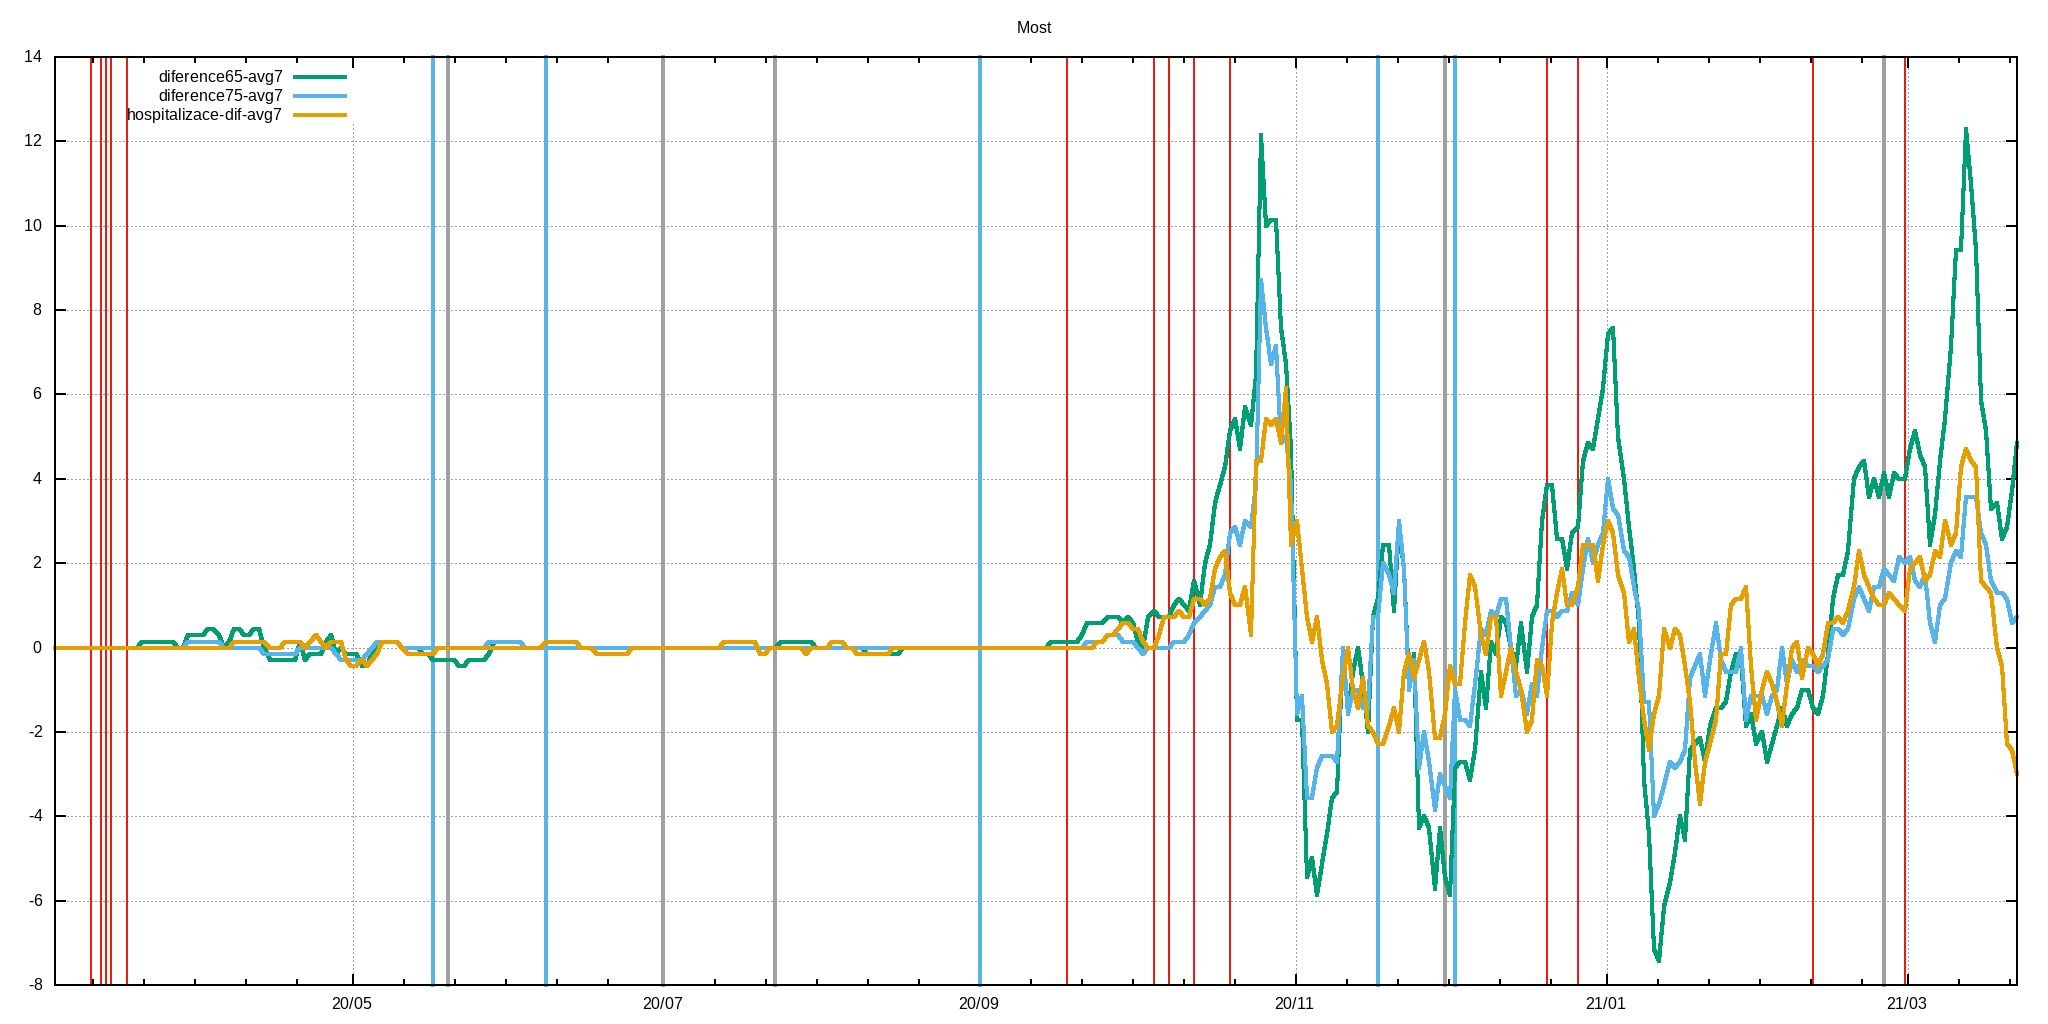 Most
diference65-avg7
diference75-avg7
hospitalizace-dif-avg7
14
12
10
8
6
4
2
0
-2
-4
-6
-8
20/05 20/07 20/09 20/11 21/01 21/03